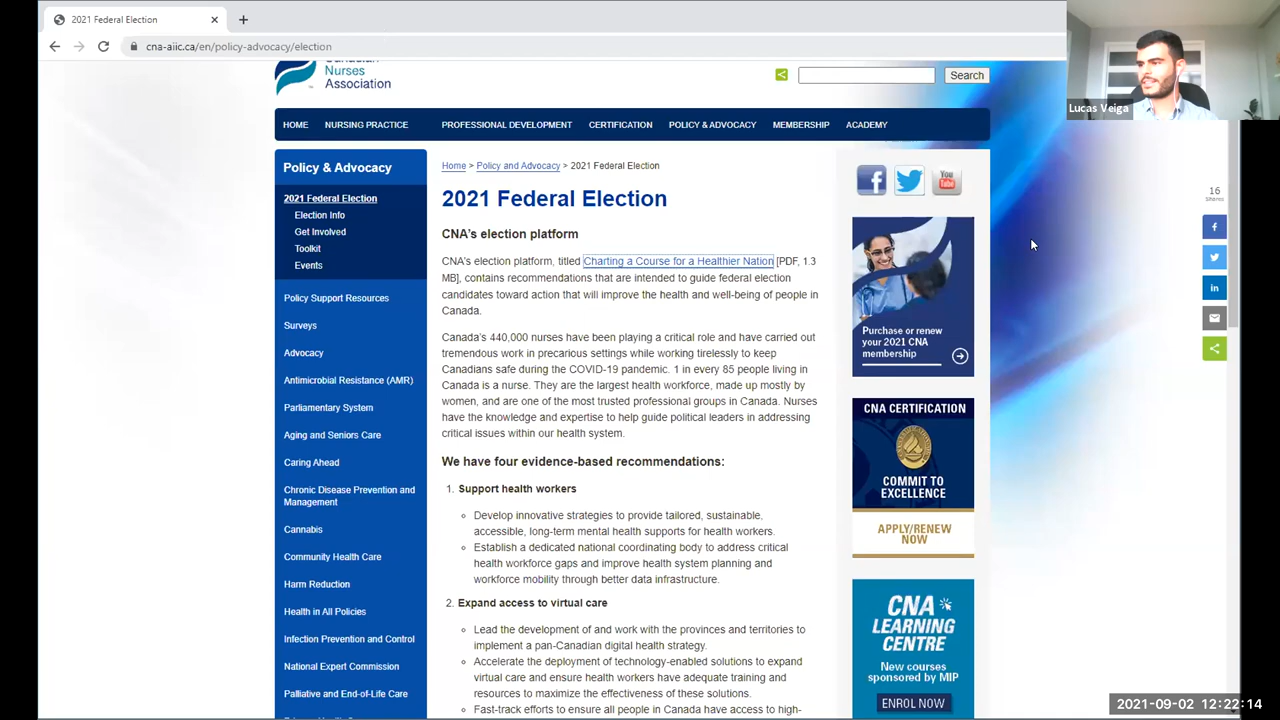 2021 Federal Election
cna-aiic.ca/en/policy-advocacy/election
Lucas Veiga
Canadian
Nurses
Association
Search
HOME NURSING PRACTICE PROFESSIONAL DEVELOPMENT CERTIFICATION POLICY & ADVOCACY MEMBERSHIP ACADEMY
Policy & Advocacy
2021 Federal Election
Election Info
Get Involved
Toolkit
Events
Policy Support Resources
Surveys
Advocacy
Antimicrobial Resistance (AMR)
Parliamentary System
Aging and Seniors Care
Caring Ahead
Chronic Disease Prevention and
Management
Cannabis
Community Health Care
Harm Reduction
Health in All Policies
Infection Prevention and Control
National Expert Commission
Palliative and End-of-Life Care
Home > Policy and Advocacy > 2021 Federal Election
2021 Federal Election
CNA's election platform
CNA's election platform, titled Charting a Course for a Healthier Nation [PDF, 1.3
MB], contains recommendations that are intended to guide federal election
candidates toward action that will improve the health and well-being of people in
Canada.
Canada's 440,000 nurses have been playing a critical role and have carried out
tremendous work in precarious settings while working tirelessly to keep
Canadians safe during the COVID-19 pandemic. 1 in every 85 people living in
Canada is a nurse. They are the largest health workforce, made up mostly by
women, and are one of the most trusted professional groups in Canada. Nurses
have the knowledge and expertise to help guide political leaders in addressing
critical issues within our health system.
We have four evidence-based recommendations:
1. Support health workers
Develop innovative strategies to provide tailored, sustainable,
accessible, long-term mental health supports for health workers.
Establish a dedicated national coordinating body to address critical
health workforce gaps and improve health system planning and
workforce mobility through better data infrastructure.
2. Expand access to virtual care
Lead the development of and work with the provinces and territories to
implement a pan-Canadian digital health strategy.
Accelerate the deployment of technology-enabled solutions to expand
virtual care and ensure health workers have adequate training and
resources to maximize the effectiveness of these solutions.
Fast-track efforts to ensure all people in Canada have access to high-
You
Tube
Purchase or renew
your 2021 CNA
membership
CNA CERTIFICATION
COMMIT TO
EXCELLENCE
APPLY/RENEW
NOW
CNA
LEARNING
CENTRE
New courses
sponsored by MIP
ENROL NOW
16
Shares
2021-09-02 12:22:14